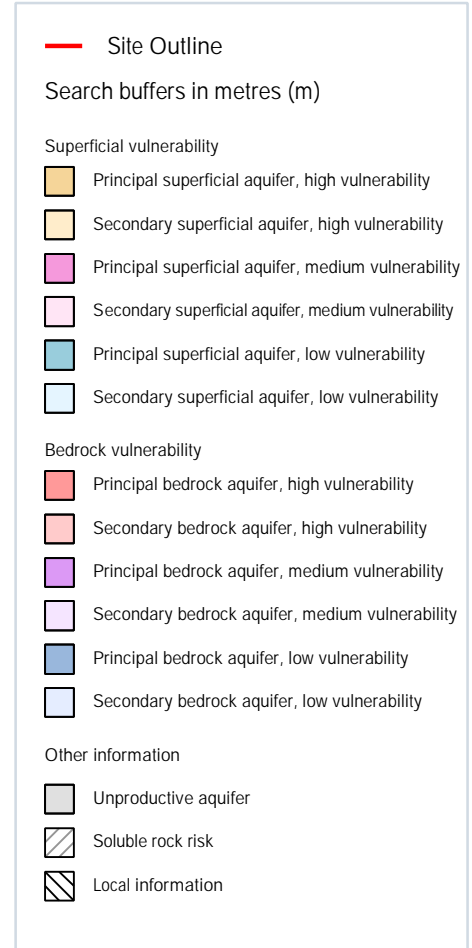 Site Outline
Search buffers in metres (m)
Superficial vulnerability
Principal superficial aquifer, high vulnerability
Secondary superficial aquifer, high vulnerability
Principal superficial aquifer, medium vulnerability
Secondary superficial aquifer, medium vulnerability
Principal superficial aquifer, low vulnerability
Secondary superficial aquifer, low vulnerability
Bedrock vulnerability
Principal bedrock aquifer, high vulnerability
Secondary bedrock aquifer, high vulnerability
Principal bedrock aquifer, medium vulnerability
Secondary bedrock aquifer, medium vulnerability
Principal bedrock aquifer, low vulnerability
Secondary bedrock aquifer, low vulnerability
Other information
Unproductive aquifer
Soluble rock risk
Local information